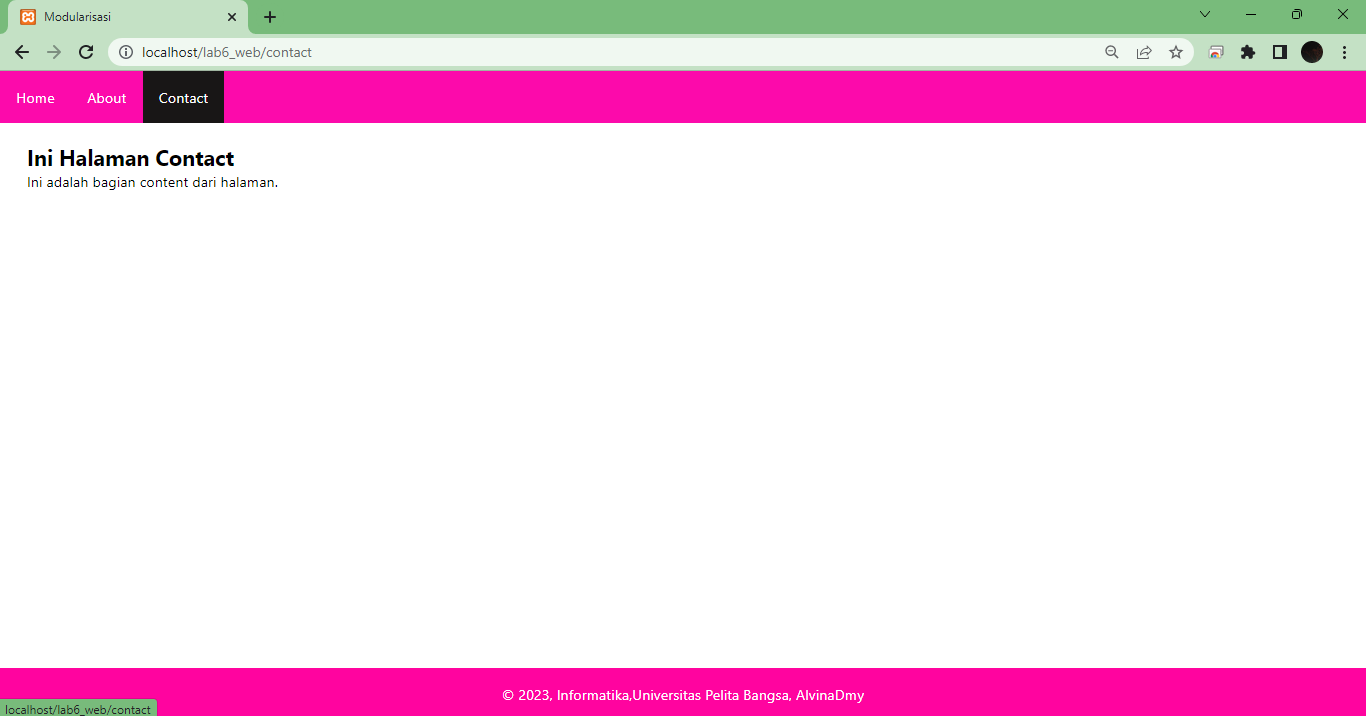 Modularisasi
localhost/lab6_web/contact
Home About Contact
Ini Halaman Contact
Ini adalah bagian content dari halaman.
© 2023, Informatika,Universitas Pelita Bangsa, AlvinaDmy
localhost/lab6_web/contact